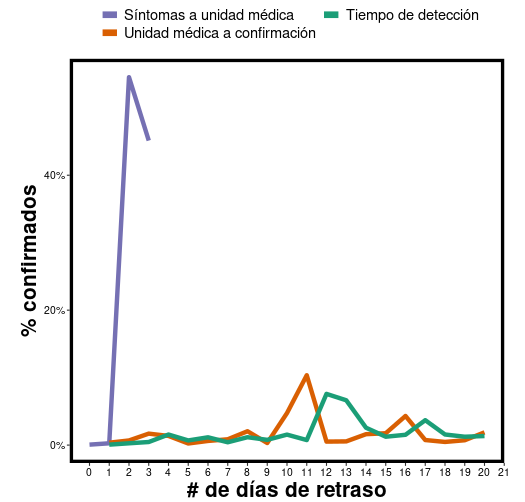 Síntomas a unidad médica
Tiempo de detección
Unidad médica a confirmación
% confirmados
40%
20%
0%
0 1 2 3 4 5 6 7 8 9 10 11 12 13 14 15 16 17 18 19 20 21
# de días de retraso